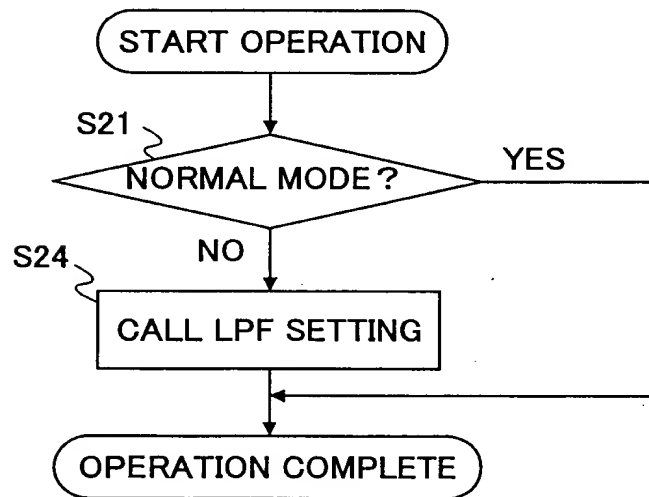 START OPERATION
S21
NORMAL MODE?
YES
NO
S24
CALL LPF SETTING
OPERATION COMPLETE